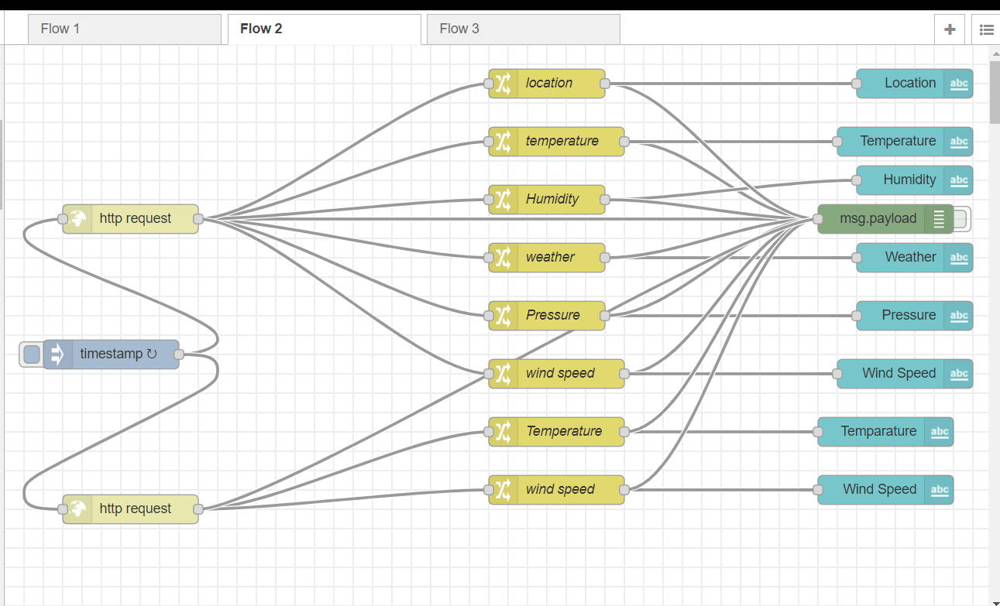 Flow 1
Flow 2
Flow 3
location
Location
abc
temperature
Temperature
abc
Humidity
abc
Humidity
http request
msg.payload
weather
Weather
abc
Pressure
Pressure
abc
timestamp ↻
wind speed
Wind Speed
abc
Temperature
Temparature
abc
wind speed
Wind Speed
abc
http request